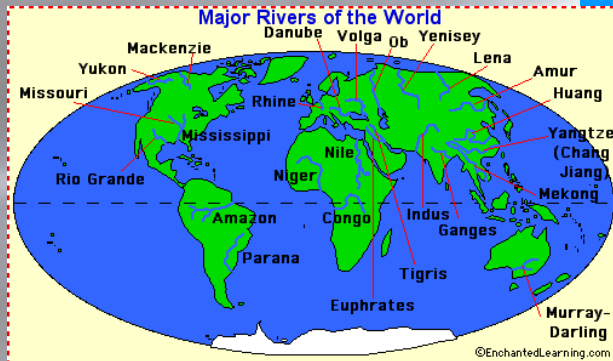 Major Rivers of the World
Danube
Volga
Ob
Yenisey
Mackenzie
Lena
Yukon
Amur
Missouri
Rhine
Huang
Mississippi
Yangtze
(Chang
Jiang)
Nile
Rio Grande
Niger
Mekong
Amazon
Congo
Indus
Ganges
Parana
Tigris
Euphrates
Murray-
Darling
©EnchantedLearning.com